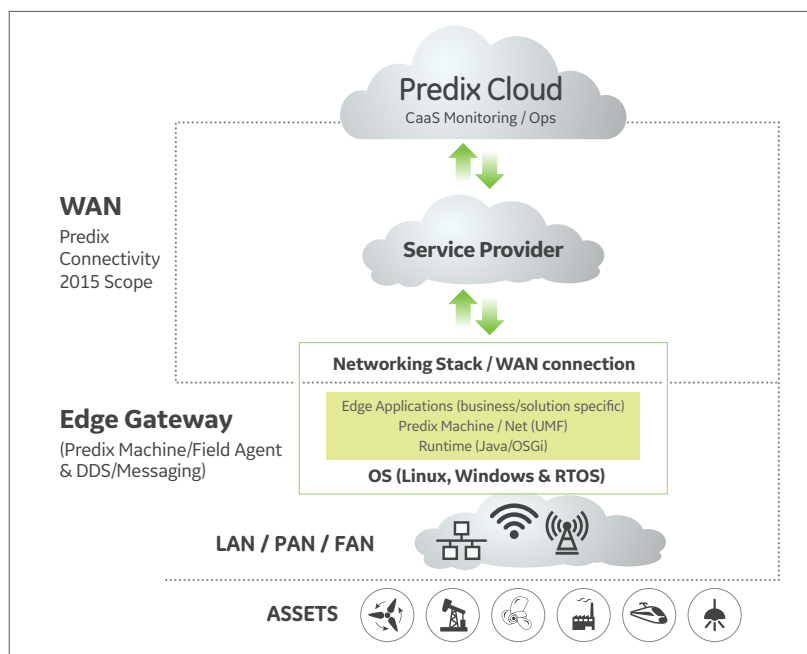 Predix Cloud
CaaS Monitoring / Ops
WAN
Predix
Connectivity
2015 Scope
Service Provider
Networking Stack / WAN connection
Edge Gateway
(Predix Machine/Field Agent
& DDS/Messaging)
Edge Applications (business/solution specific)
Predix Machine / Net (UMF)
Runtime (Java/OSGi)
OS (Linux, Windows & RTOS)
LAN / PAN / FAN
ASSETS